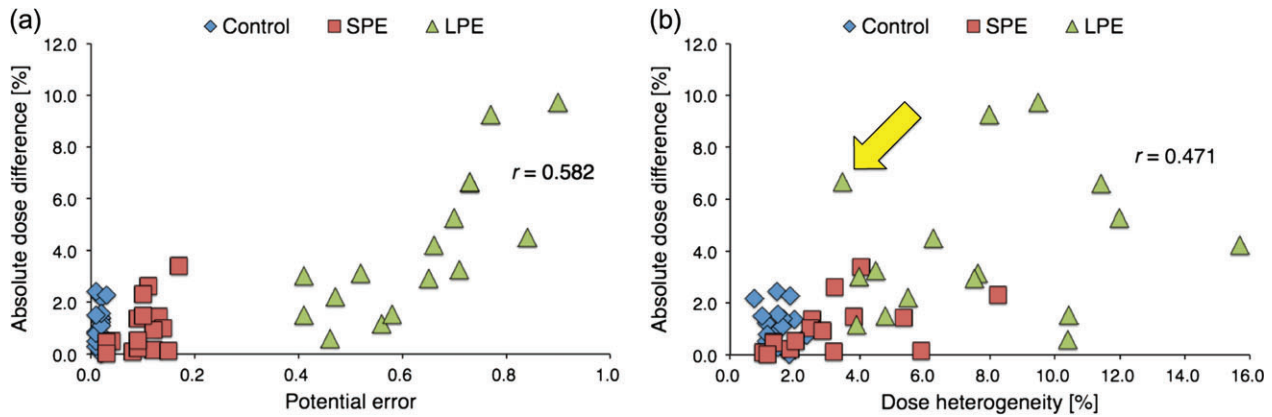 (a)
Control SPE LPE
Absolute dose difference [%]
12.0
10.0
8.0
6.0
4.0
2.0
0.0
r = 0.582
0.0 0.2 0.4 0.6 0.8 1.0
Potential error
(b)
Control SPE LPE
Absolute dose difference [%]
12.0
10.0
8.0
6.0
4.0
2.0
0.0
r = 0.471
0.0 2.0 4.0 6.0 8.0 10.0 12.0 14.0 16.0
Dose heterogeneity [%]